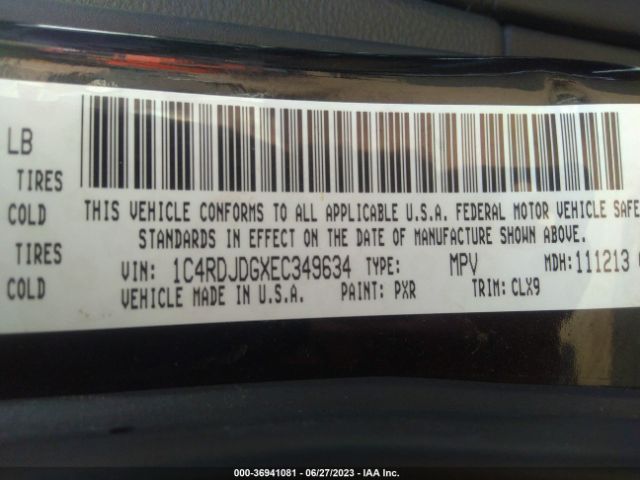 LB
TIRES
COLD
TIRES
COLD
THIS VEHICLE CONFORMS TO ALL APPLICABLE U.S.A. FEDERAL MOTOR VEHICLE SAFE
STANDARDS IN EFFECT ON THE DATE OF MANUFACTURE SHOWN ABOVE.
VIN: 1C4RDJDGXEC349634 TYPE: MPV MDH: 111213
VEHICLE MADE IN U.S.A. PAINT: PXR TRIM: CLX9
000-36941081 - 06/27/2023 - IAA Inc.